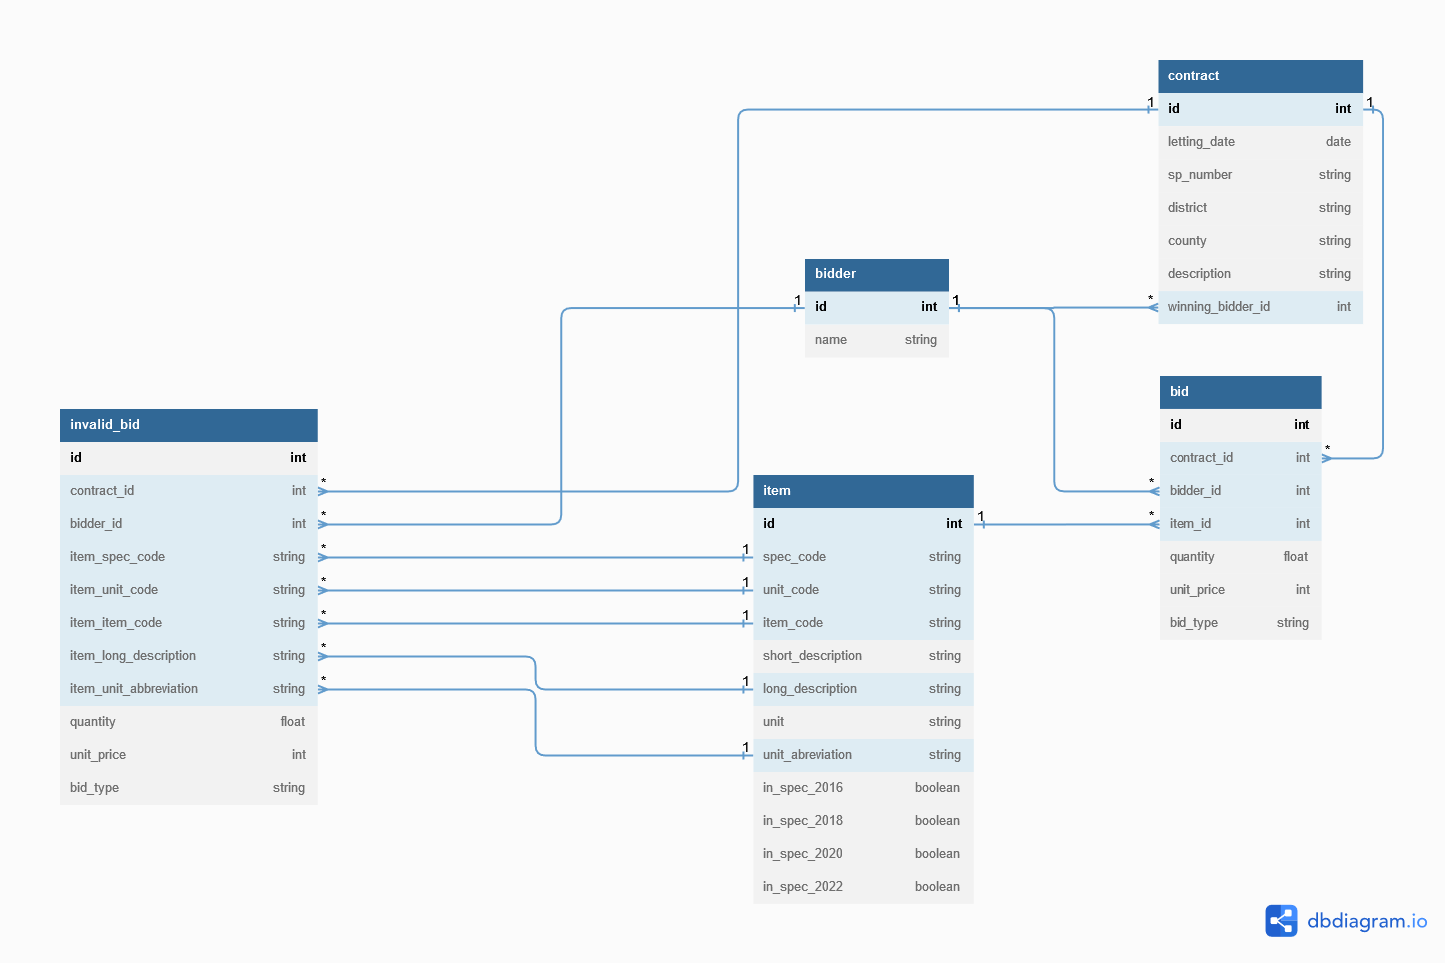 contract
1 id int 1
letting_date date
sp_number string
district string
county string
description string
* winning_bidder_id int
bidder
1 id int 1
name string
bid
id int
contract_id int *
* bidder_id int
* item_id int
quantity float
unit_price int
bid_type string
invalid_bid
id int
contract_id int *
bidder_id int *
item_spec_code string *
item_unit_code string *
item_item_code string *
item_long_description string *
item_unit_abbreviation string *
quantity float
unit_price int
bid_type string
item
id int 1
1 spec_code string
1 unit_code string
1 item_code string
short_description string
1 long_description string
unit string
1 unit_abreviation string
in_spec_2016 boolean
in_spec_2018 boolean
in_spec_2020 boolean
in_spec_2022 boolean
dbdiagram.io